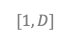 [1, D]